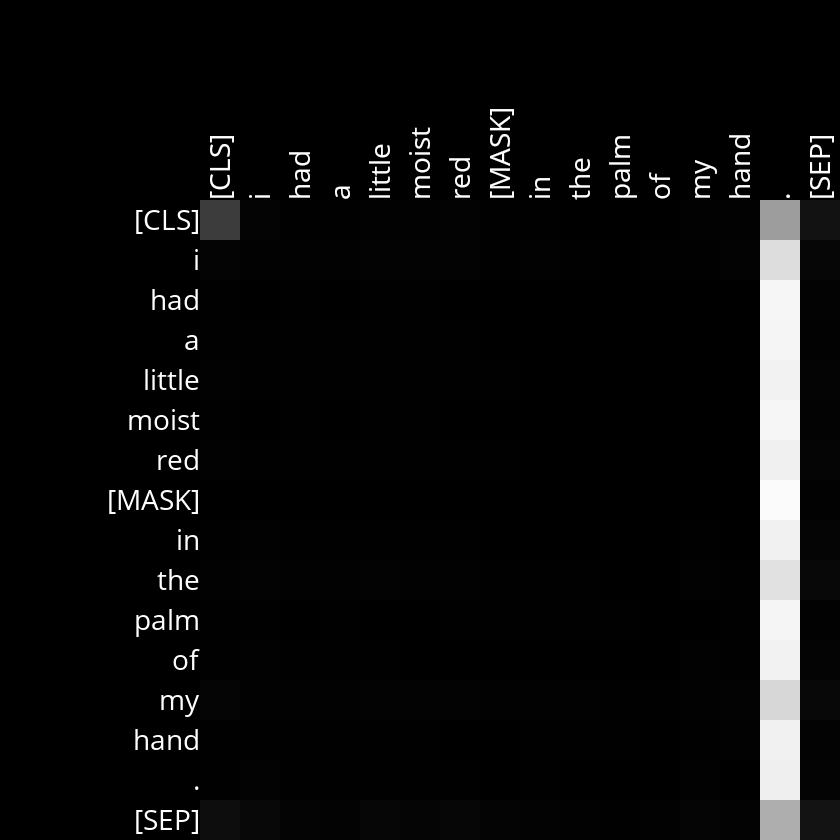 [CLS] i had a little moist red [MASK] in the palm of my hand . [SEP]
[CLS]
i
had
a
little
moist
red
[MASK]
in
the
palm
of
my
hand
.
[SEP]